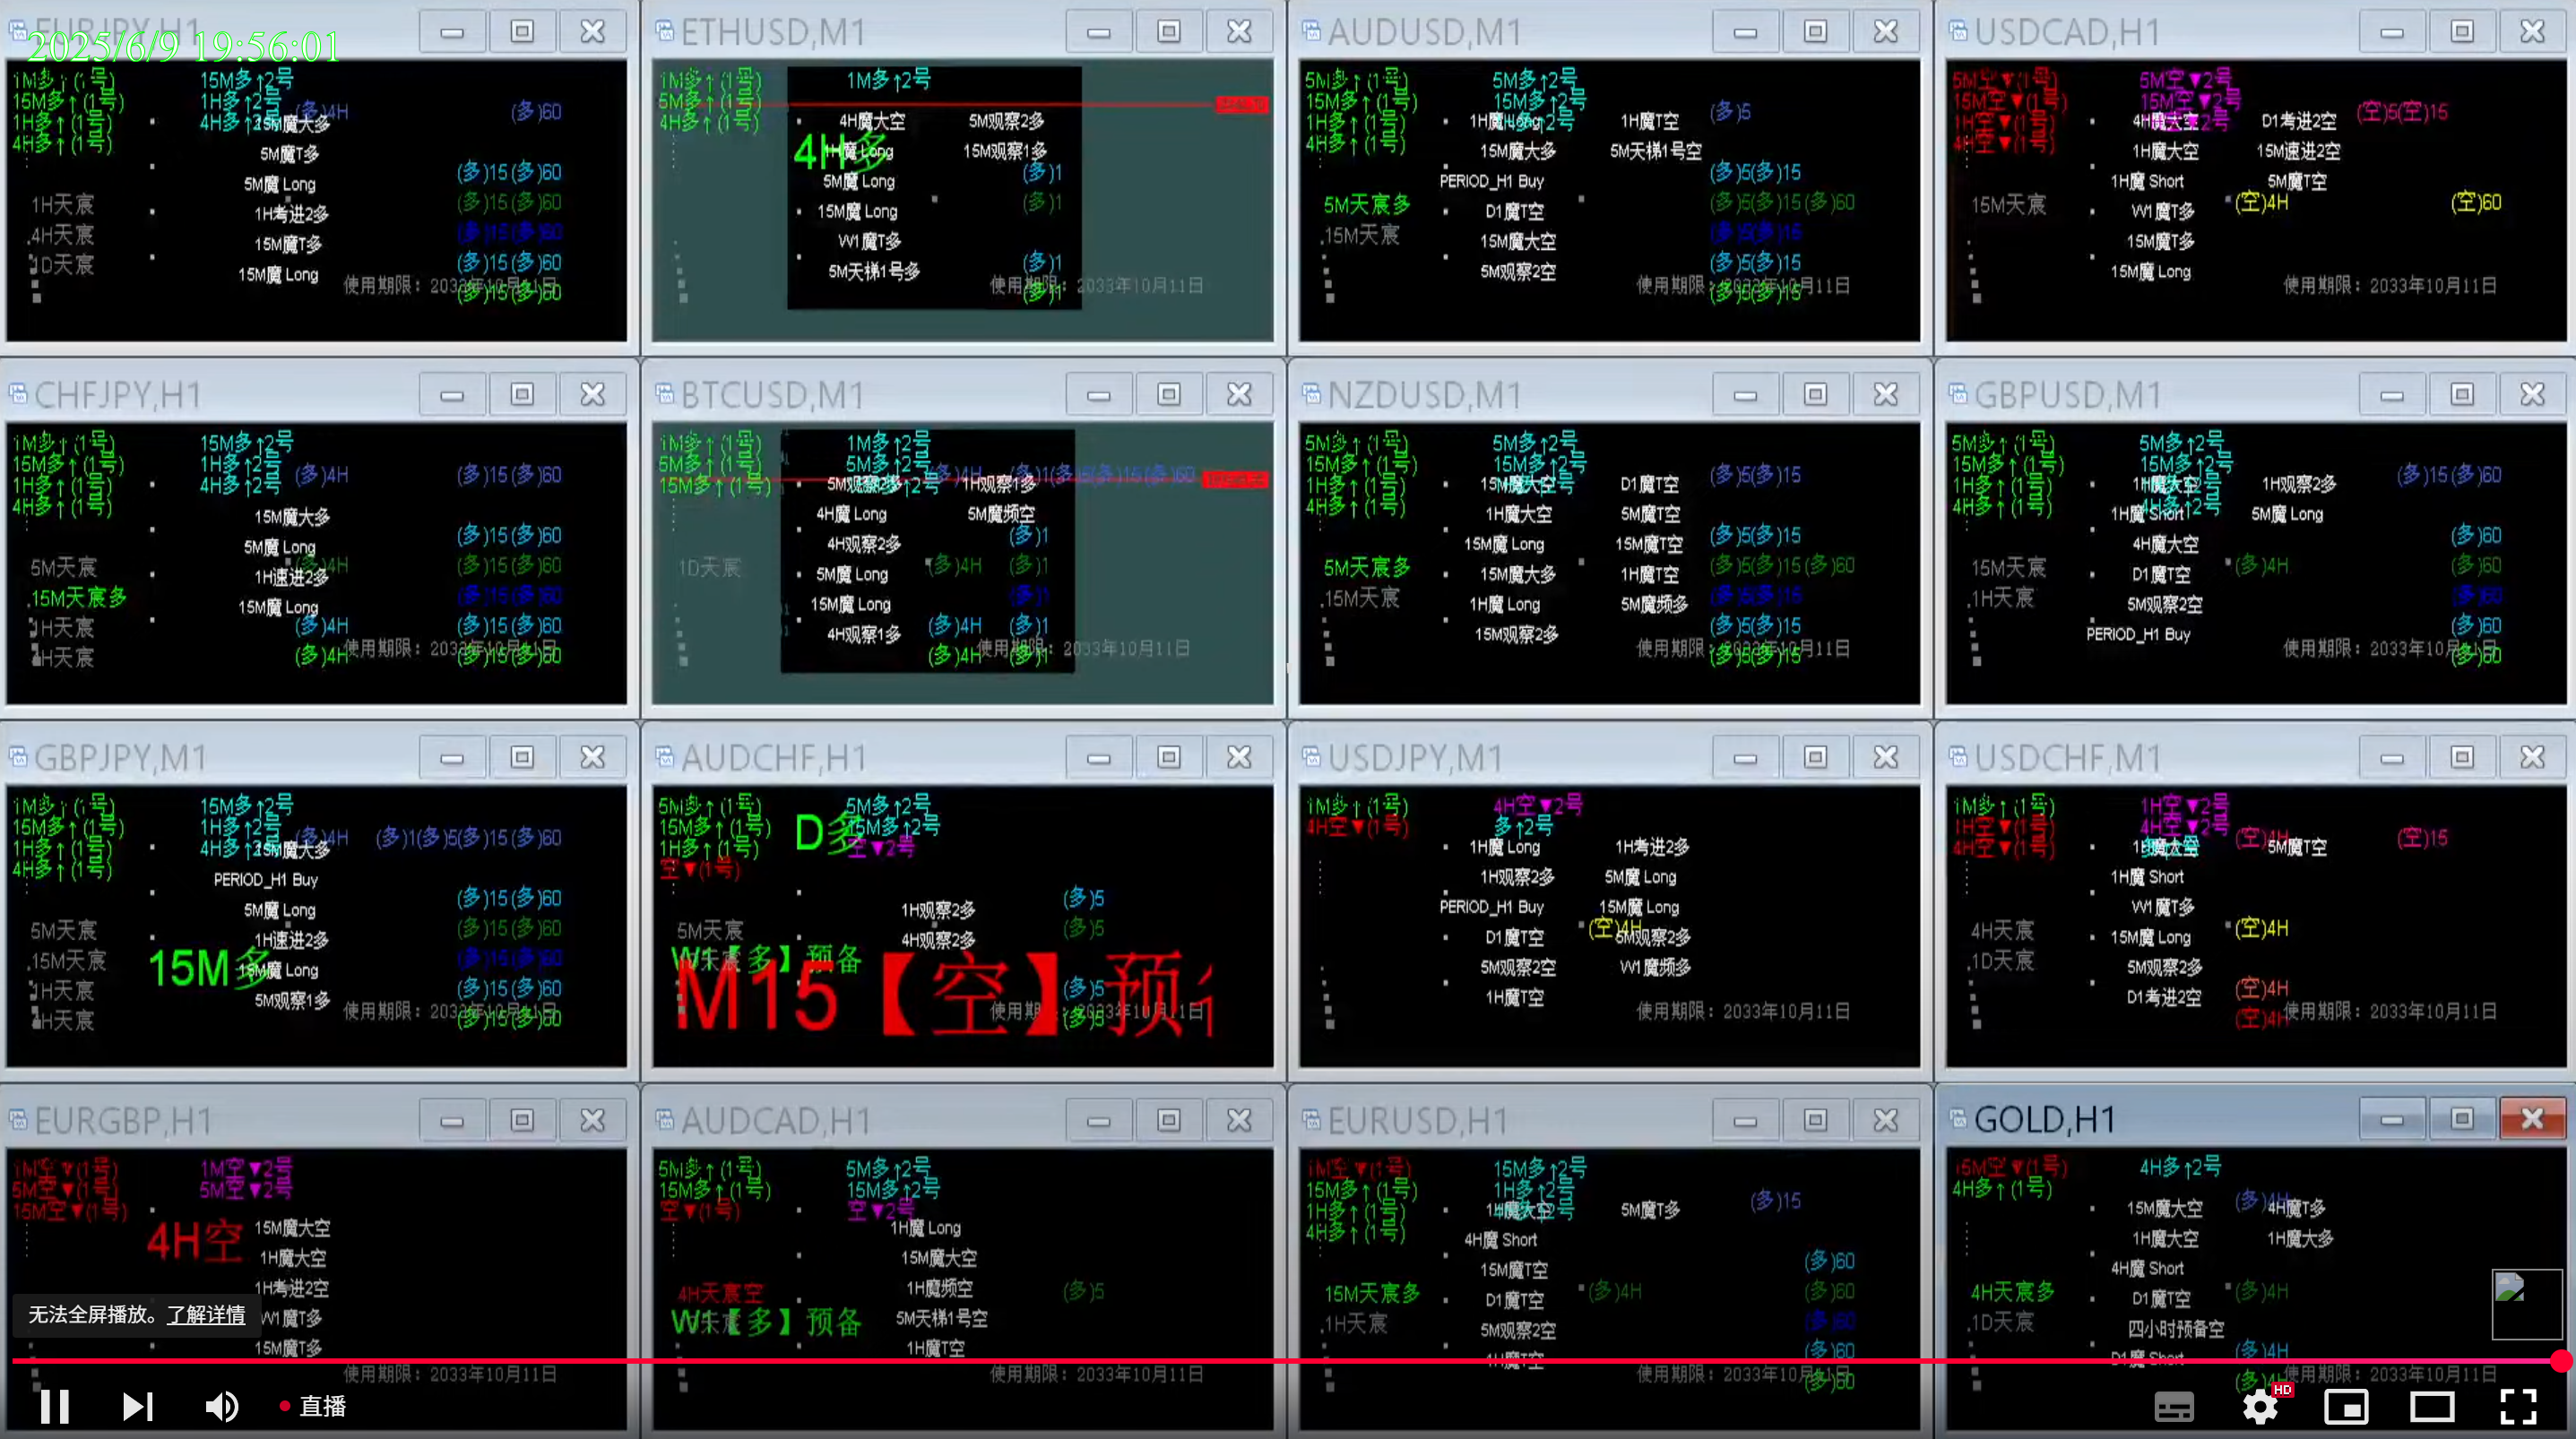 EURJPY,H1
2025/6/9 19:56:01
1M多↑(1号) 15M多↑2号
15M多↑(1号) 1H多↑2号 (多)4H (多)60
1H多↑(1号) 4H多↑2号 15M魔大多
4H多↑(1号)
5M魔T多
5M魔 Long (多)15(多)60
1H天宸 1H考进2多 (多)15(多)60
4H天宸 15M魔T多 (多)15(多)60
1D天宸 15M魔 Long (多)15(多)60
使用期限：2033年10月11日
(多)15(多)60
ETHUSD,M1
1M多↑(1号) 1M多↑2号
5M多↑(1号)
4H多↑(1号) 4H魔大空 5M观察2多
4H多 1H魔 Long 15M观察1多
5M魔 Long (多)1
15M魔 Long (多)1
W1魔T多
5M天梯1号多 (多)1
使用期限：2033年10月11日
(多)1
AUDUSD,M1
5M多↑(1号) 5M多↑2号
15M多↑(1号) 15M多↑2号 (多)5
1H多↑(1号) 1H多↑2号 1H魔 Long 1H魔T空
4H多↑(1号) 15M魔大多 5M天梯1号空
PERIOD_H1 Buy (多)5(多)15
5M天宸多 D1魔T空 (多)5(多)15(多)60
15M天宸 15M魔大空 (多)5(多)15
5M观察2空 (多)5(多)15
使用期限：2033年10月11日
(多)5(多)15
USDCAD,H1
5M空▼(1号) 5M空▼2号
15M空▼(1号) 15M空▼2号 (空)5(空)15
1H空▼(1号) 4H魔大空 D1考进2空
4H空▼(1号) 1H魔大空 15M速进2空
1H魔 Short 5M魔T空
15M天宸 W1魔T多 (空)4H (空)60
15M魔T多
15M魔 Long
使用期限：2033年10月11日
CHFJPY,H1
1M多↑(1号) 15M多↑2号
15M多↑(1号) 1H多↑2号 (多)4H (多)15(多)60
1H多↑(1号) 4H多↑2号
4H多↑(1号) 15M魔大多
5M魔 Long (多)15(多)60
5M天宸 1H速进2多 (多)4H (多)15(多)60
15M天宸多 15M魔 Long (多)15(多)60
1H天宸 (多)4H (多)15(多)60
4H天宸 (多)4H (多)15(多)60
使用期限：2033年10月11日
BTCUSD,M1
1M多↑(1号) 1M多↑2号
5M多↑(1号) 5M多↑2号 (多)4H (多)1(多)5(多)15(多)60
15M多↑(1号) 5M观察2多 1H观察1多
4H魔 Long 5M魔频空
4H观察2多 (多)1
1D天宸 5M魔 Long (多)4H (多)1
15M魔 Long (多)1
4H观察1多 (多)4H (多)1
使用期限：2033年10月11日
(多)4H (多)1
NZDUSD,M1
5M多↑(1号) 5M多↑2号
15M多↑(1号) 15M多↑2号 (多)5(多)15
1H多↑(1号) 15M魔大空 D1魔T空
4H多↑(1号) 1H魔大空 5M魔T空
15M魔 Long 15M魔T空 (多)5(多)15
5M天宸多 15M魔大多 1H魔T空 (多)5(多)15(多)60
15M天宸 1H魔 Long 5M魔频多 (多)5(多)15
15M观察2多 (多)5(多)15
使用期限：2033年10月11日
(多)5(多)15
GBPUSD,M1
5M多↑(1号) 5M多↑2号
15M多↑(1号) 15M多↑2号 (多)15(多)60
1H多↑(1号) 1H魔大空 1H观察2多
4H多↑(1号) 4H多↑2号 1H魔 Short 5M魔 Long
4H魔大空 (多)60
15M天宸 D1魔T空 (多)4H (多)60
1H天宸 5M观察2空 (多)60
PERIOD_H1 Buy (多)60
使用期限：2033年10月11日
(多)60
GBPJPY,M1
1M多↑(1号) 15M多↑2号
15M多↑(1号) 1H多↑2号 (多)4H (多)1(多)5(多)15(多)60
1H多↑(1号) 4H多↑2号 15M魔大多
4H多↑(1号) PERIOD_H1 Buy
5M魔 Long (多)15(多)60
5M天宸 1H速进2多 (多)15(多)60
15M天宸 15M多 15M魔 Long (多)15(多)60
1H天宸 5M观察1多 (多)15(多)60
4H天宸 使用期限：2033年10月11日
(多)15(多)60
AUDCHF,H1
5M多↑(1号) 5M多↑2号
15M多↑(1号) D多 15M多↑2号
1H多↑(1号) 空▼2号
空▼(1号)
1H观察2多 (多)5
5M天宸 4H观察2多 (多)5
W1【多】预备
M15【空】预 (多)5
使用期限：2033年10月11日
(多)5
USDJPY,M1
1M多↑(1号) 4H空▼2号
4H空▼(1号) 多↑2号
1H魔 Long 1H考进2多
1H观察2多 5M魔 Long
PERIOD_H1 Buy 15M魔 Long
D1魔T空 (空)4H 5M观察2多
5M观察2空 W1魔频多
1H魔T空
使用期限：2033年10月11日
USDCHF,M1
1M多↑(1号) 1H空▼2号
1H空▼(1号) 4H空▼2号 (空)4H (空)15
4H空▼(1号) 1H魔大空 5M魔T空
1H魔 Short
W1魔T多
4H天宸 15M魔 Long (空)4H
1D天宸 5M观察2多
D1考进2空 (空)4H
(空)4H
使用期限：2033年10月11日
EURGBP,H1
1M空▼(1号) 1M空▼2号
5M空▼(1号) 5M空▼2号
15M空▼(1号)
4H空 15M魔大空
1H魔大空
1H考进2空
W1魔T多
15M魔T多
使用期限：2033年10月11日
AUDCAD,H1
5M多↑(1号) 5M多↑2号
15M多↑(1号) 15M多↑2号
空▼(1号) 空▼2号
1H魔 Long
15M魔大空
4H天宸空 1H魔频空 (多)5
W1【多】预备 5M天梯1号空
1H魔T空
使用期限：2033年10月11日
EURUSD,H1
1M空▼(1号) 15M多↑2号
15M多↑(1号) 1H多↑2号 (多)15
1H多↑(1号) 1H魔大空 5M魔T多
4H多↑(1号) 4H魔 Short
15M魔T空 (多)60
15M天宸多 D1魔T空 (多)4H (多)60
1H天宸 5M观察2空 (多)60
1H魔T空 (多)60
使用期限：2033年10月11日
(多)60
GOLD,H1
15M空▼(1号) 4H多↑2号
4H多↑(1号) 15M魔大空 (多)4H 4H魔T多
1H魔大空 1H魔大多
4H魔 Short
4H天宸多 D1魔T空 (多)4H
1D天宸 四小时预备空
D1魔 Short (多)4H
使用期限：2033年10月11日
(多)4H
无法全屏播放。了解详情
直播
HD